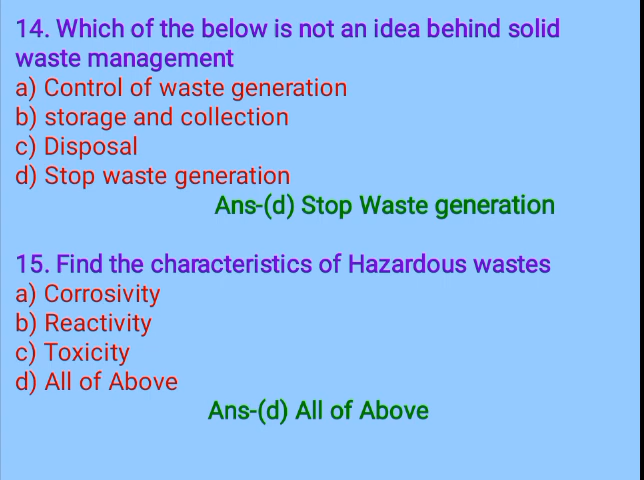 14. Which of the below is not an idea behind solid
waste management
a) Control of waste generation
b) storage and collection
c) Disposal
d) Stop waste generation
Ans-(d) Stop Waste generation
15. Find the characteristics of Hazardous wastes
a) Corrosivity
b) Reactivity
c) Toxicity
d) All of Above
Ans-(d) All of Above